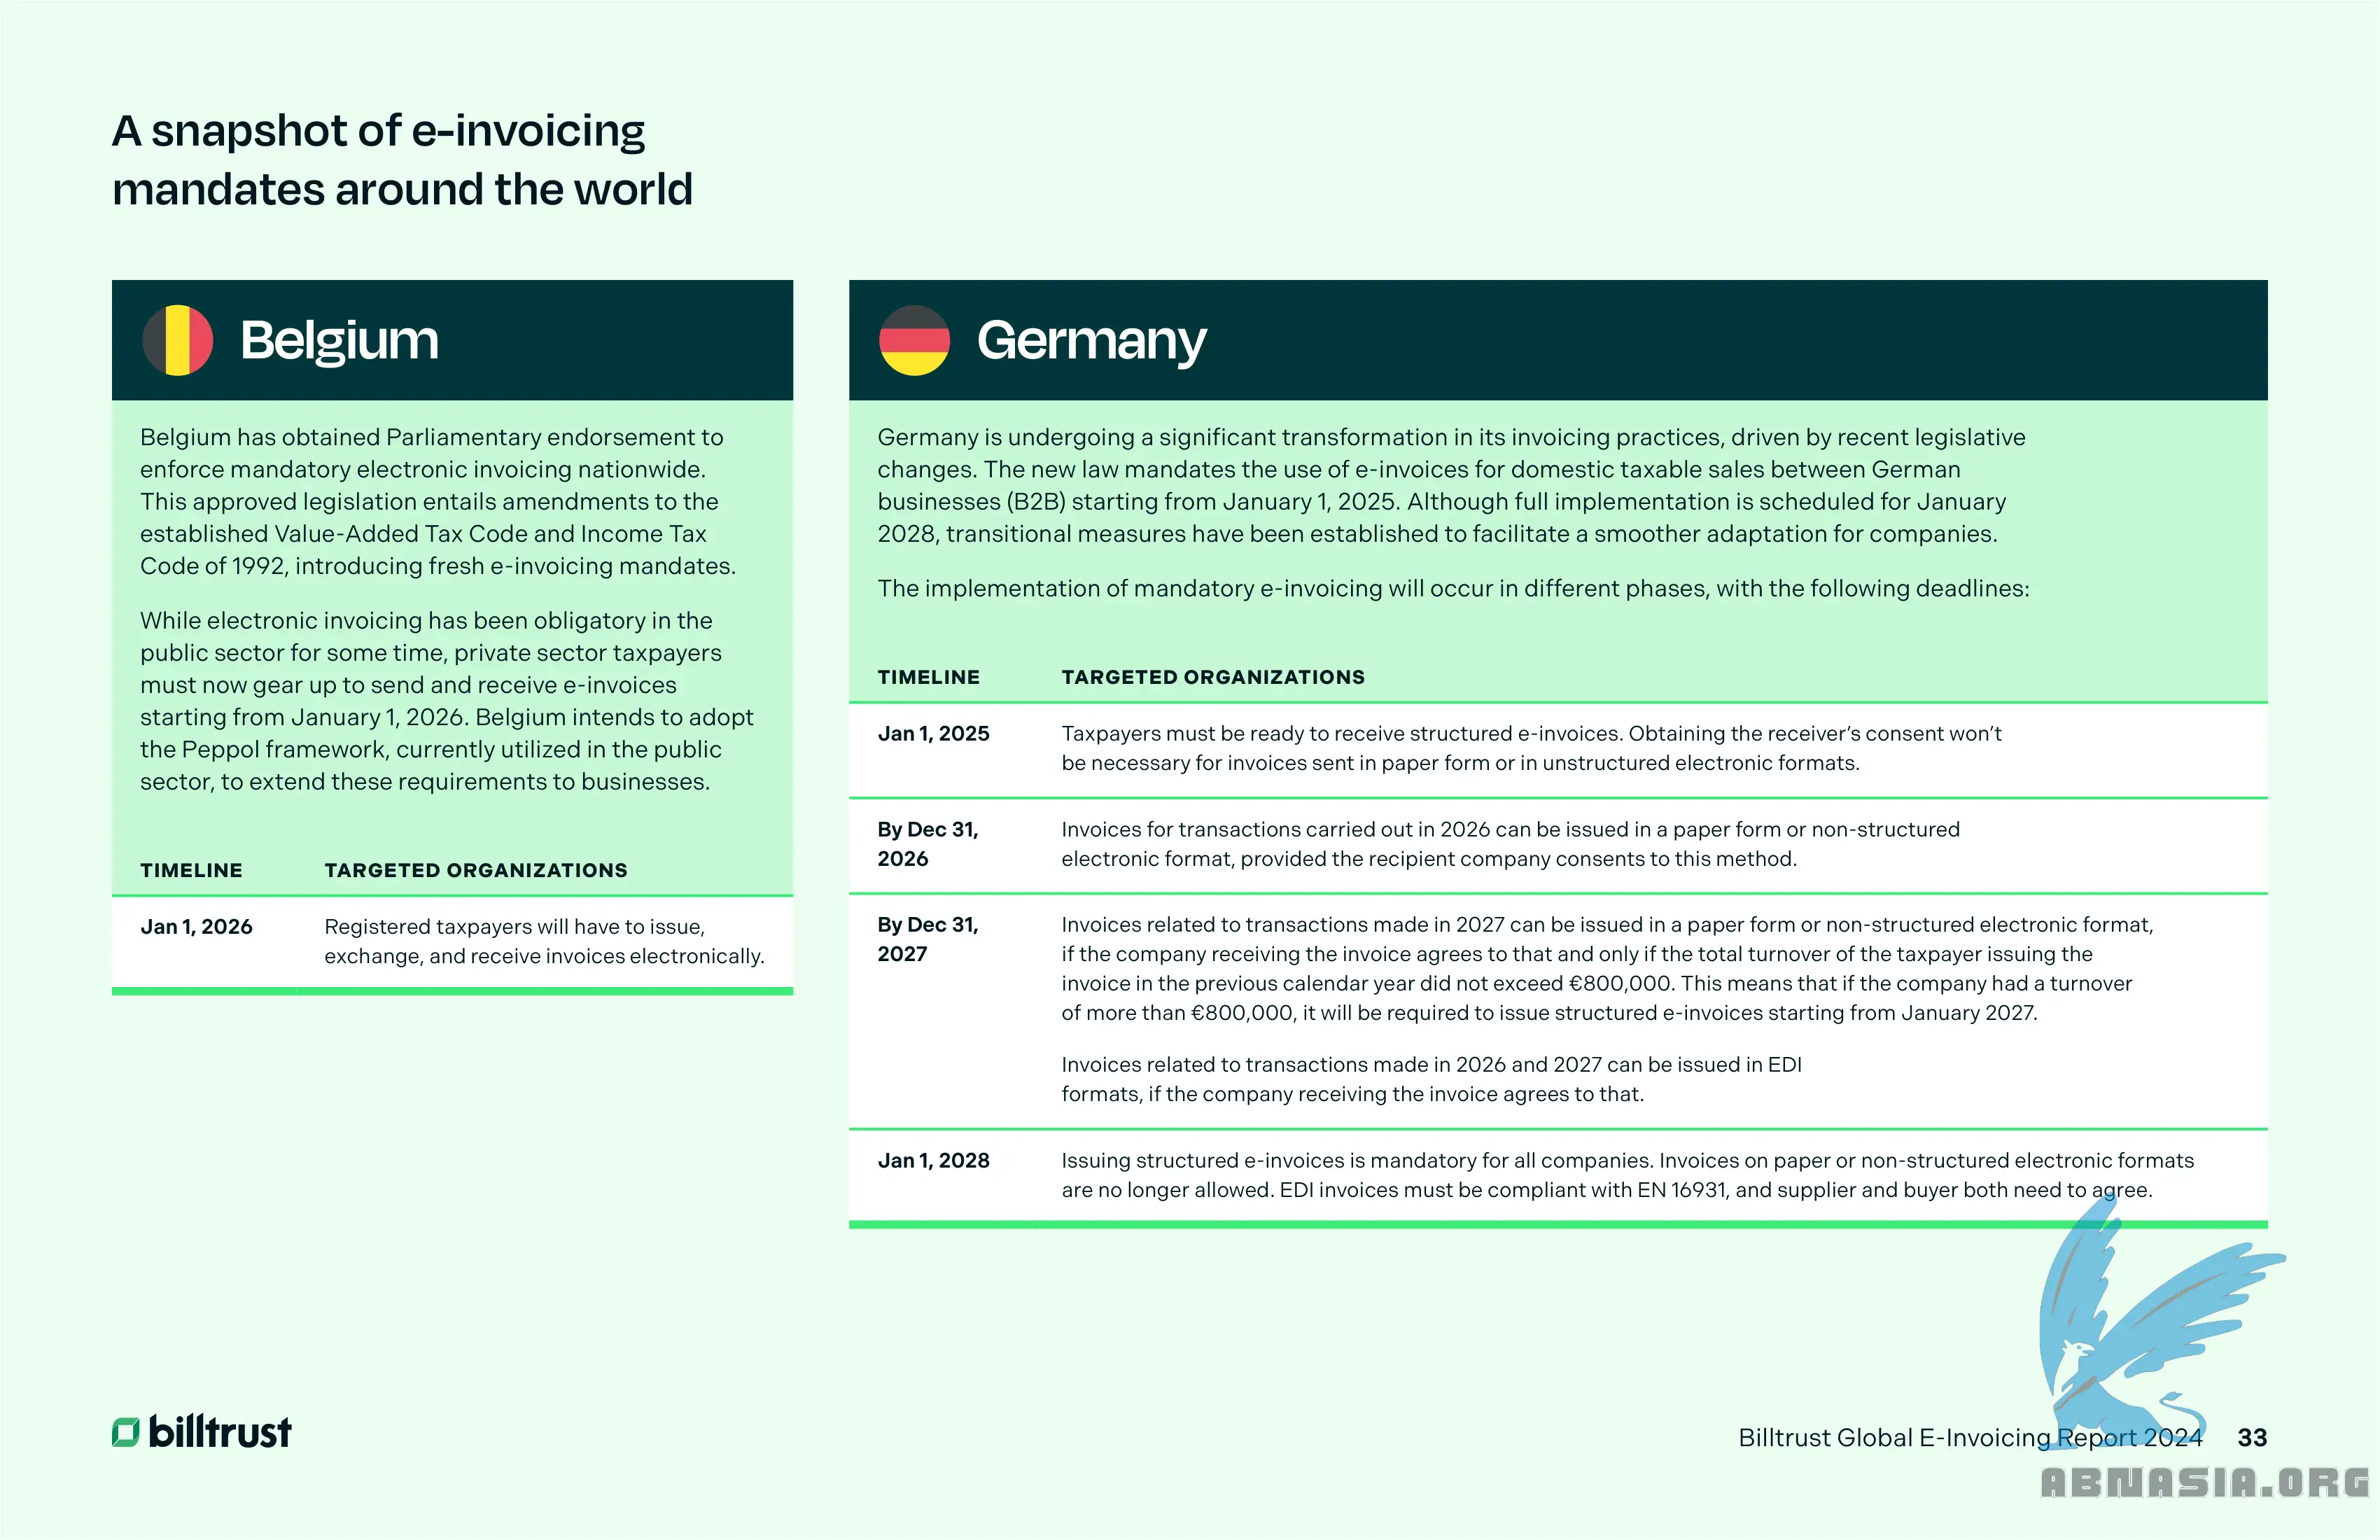 A snapshot of e-invoicing
mandates around the world
Belgium
Belgium has obtained Parliamentary endorsement to
enforce mandatory electronic invoicing nationwide.
This approved legislation entails amendments to the
established Value-Added Tax Code and Income Tax
Code of 1992, introducing fresh e-invoicing mandates.
While electronic invoicing has been obligatory in the
public sector for some time, private sector taxpayers
must now gear up to send and receive e-invoices
starting from January 1, 2026. Belgium intends to adopt
the Peppol framework, currently utilized in the public
sector, to extend these requirements to businesses.
TIMELINE TARGETED ORGANIZATIONS
Jan 1, 2026 Registered taxpayers will have to issue,
exchange, and receive invoices electronically.
Germany
Germany is undergoing a significant transformation in its invoicing practices, driven by recent legislative
changes. The new law mandates the use of e-invoices for domestic taxable sales between German
businesses (B2B) starting from January 1, 2025. Although full implementation is scheduled for January
2028, transitional measures have been established to facilitate a smoother adaptation for companies.
The implementation of mandatory e-invoicing will occur in different phases, with the following deadlines:
TIMELINE TARGETED ORGANIZATIONS
Jan 1, 2025 Taxpayers must be ready to receive structured e-invoices. Obtaining the receiver’s consent won’t
be necessary for invoices sent in paper form or in unstructured electronic formats.
By Dec 31, Invoices for transactions carried out in 2026 can be issued in a paper form or non-structured
2026 electronic format, provided the recipient company consents to this method.
By Dec 31, Invoices related to transactions made in 2027 can be issued in a paper form or non-structured electronic format,
2027 if the company receiving the invoice agrees to that and only if the total turnover of the taxpayer issuing the
invoice in the previous calendar year did not exceed €800,000. This means that if the company had a turnover
of more than €800,000, it will be required to issue structured e-invoices starting from January 2027.
Invoices related to transactions made in 2026 and 2027 can be issued in EDI
formats, if the company receiving the invoice agrees to that.
Jan 1, 2028 Issuing structured e-invoices is mandatory for all companies. Invoices on paper or non-structured electronic formats
are no longer allowed. EDI invoices must be compliant with EN 16931, and supplier and buyer both need to agree.
billtrust
Billtrust Global E-Invoicing Report 2024 33
ABNASIA.ORG